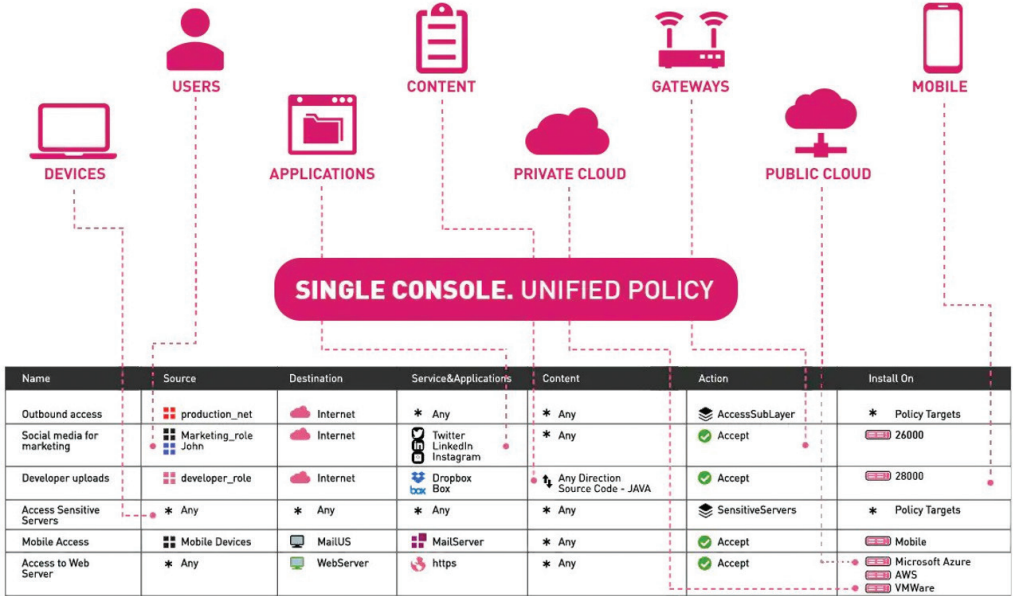 USERS
CONTENT
GATEWAYS
MOBILE
DEVICES
APPLICATIONS
PRIVATE CLOUD
PUBLIC CLOUD
SINGLE CONSOLE. UNIFIED POLICY
Name Source Destination Service&Applications Content Action Install On
Outbound access production_net Internet * Any * Any AccessSubLayer * Policy Targets
Social media for marketing Marketing_role John Internet Twitter LinkedIn Instagram * Any Accept 26000
Developer uploads developer_role Internet Dropbox box Box Any Direction Source Code - JAVA Accept 28000
Access Sensitive Servers * Any * Any * Any * Any SensitiveServers * Policy Targets
Mobile Access Mobile Devices MailUS MailServer * Any Accept Mobile
Access to Web Server * Any WebServer https * Any Accept Microsoft Azure AWS VMWare